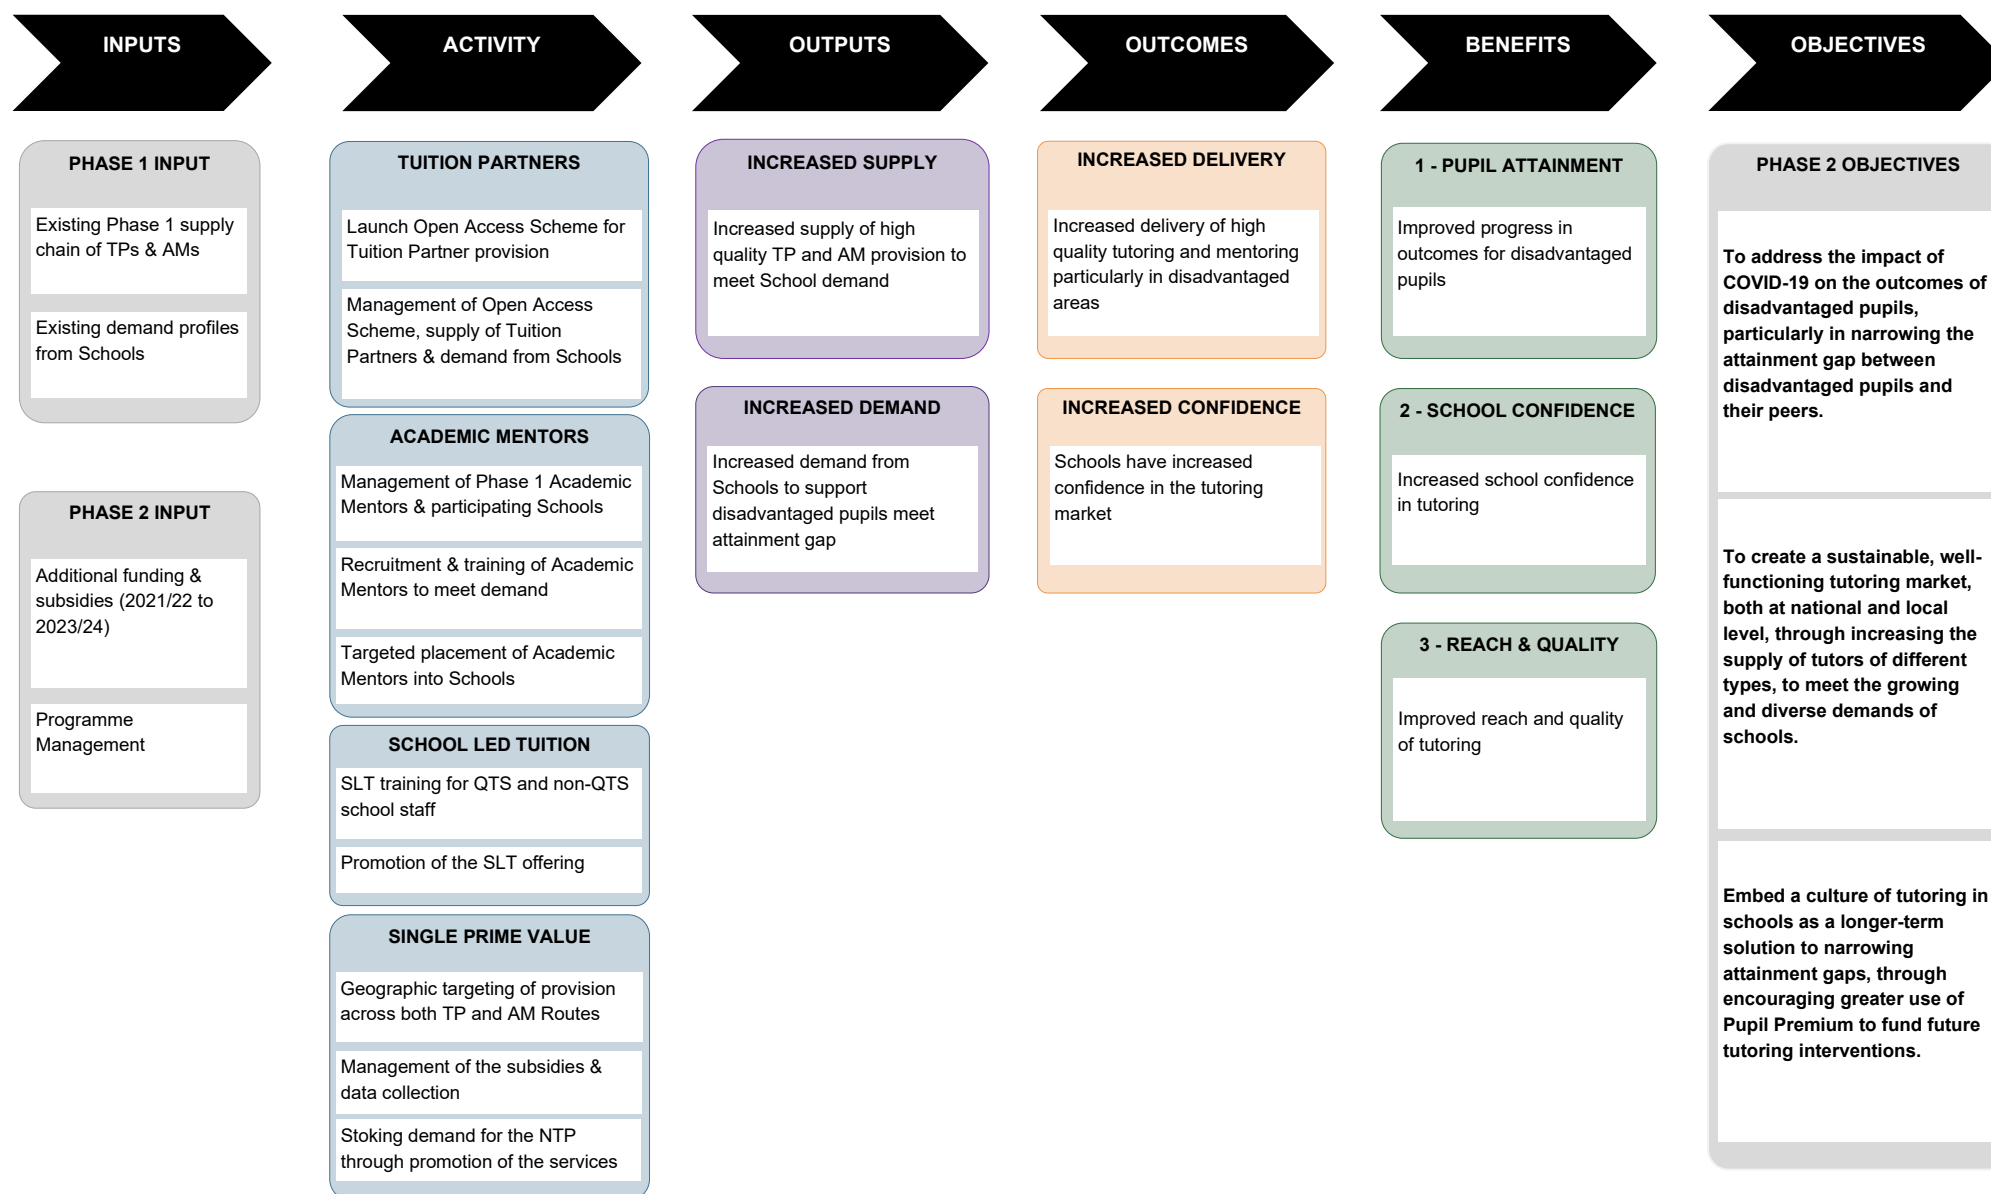 INPUTS
ACTIVITY
OUTPUTS
OUTCOMES
BENEFITS
OBJECTIVES
PHASE 1 INPUT
Existing Phase 1 supply
chain of TPs & AMs
Existing demand profiles
from Schools
PHASE 2 INPUT
Additional funding &
subsidies (2021/22 to
2023/24)
Programme
Management
TUITION PARTNERS
Launch Open Access Scheme for
Tuition Partner provision
Management of Open Access
Scheme, supply of Tuition
Partners & demand from Schools
ACADEMIC MENTORS
Management of Phase 1 Academic
Mentors & participating Schools
Recruitment & training of Academic
Mentors to meet demand
Targeted placement of Academic
Mentors into Schools
SCHOOL LED TUITION
SLT training for QTS and non-QTS
school staff
Promotion of the SLT offering
SINGLE PRIME VALUE
Geographic targeting of provision
across both TP and AM Routes
Management of the subsidies &
data collection
Stoking demand for the NTP
through promotion of the services
INCREASED SUPPLY
Increased supply of high
quality TP and AM provision to
meet School demand
INCREASED DEMAND
Increased demand from
Schools to support
disadvantaged pupils meet
attainment gap
INCREASED DELIVERY
Increased delivery of high
quality tutoring and mentoring
particularly in disadvantaged
areas
INCREASED CONFIDENCE
Schools have increased
confidence in the tutoring
market
1 - PUPIL ATTAINMENT
Improved progress in
outcomes for disadvantaged
pupils
2 - SCHOOL CONFIDENCE
Increased school confidence
in tutoring
3 - REACH & QUALITY
Improved reach and quality
of tutoring
PHASE 2 OBJECTIVES
To address the impact of
COVID-19 on the outcomes of
disadvantaged pupils,
particularly in narrowing the
attainment gap between
disadvantaged pupils and
their peers.
To create a sustainable, well-
functioning tutoring market,
both at national and local
level, through increasing the
supply of tutors of different
types, to meet the growing
and diverse demands of
schools.
Embed a culture of tutoring in
schools as a longer-term
solution to narrowing
attainment gaps, through
encouraging greater use of
Pupil Premium to fund future
tutoring interventions.